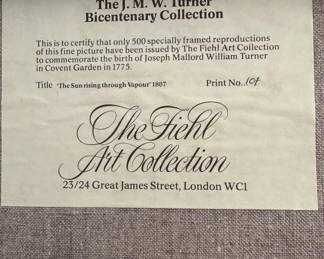 The J. M. W. Turner
Bicentenary Collection
This is to certify that only 500 specially framed reproductions
of this fine picture have been issued by The Fiehl Art Collection
to commemorate the birth of Joseph Mallord William Turner
in Covent Garden in 1775.
Title 'The Sun rising through Vapour' 1807 Print No. 104
The Fiehl
Art Collection
23/24 Great James Street, London WC1